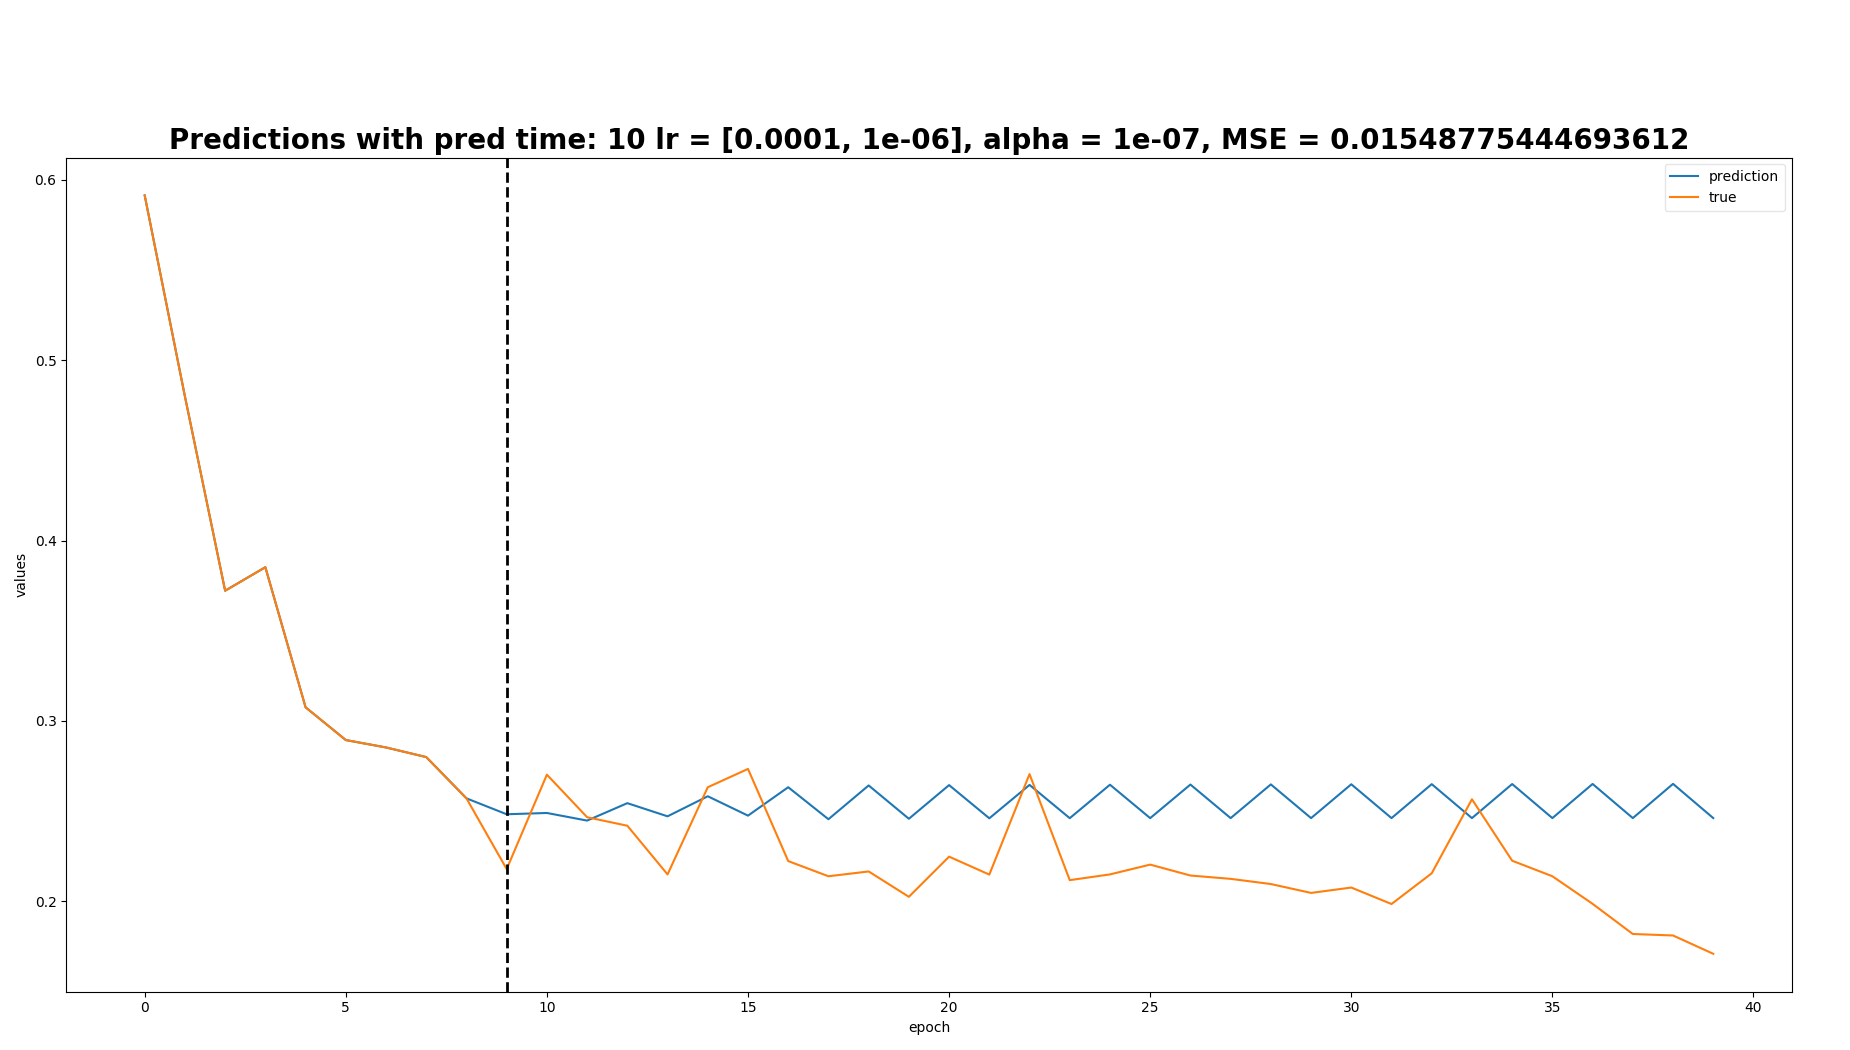 Predictions with pred time: 10 lr = [0.0001, 1e-06], alpha = 1e-07, MSE = 0.01548775444693612
prediction
true
0.6
0.5
0.4
0.3
0.2
values
0 5 10 15 20 25 30 35 40
epoch